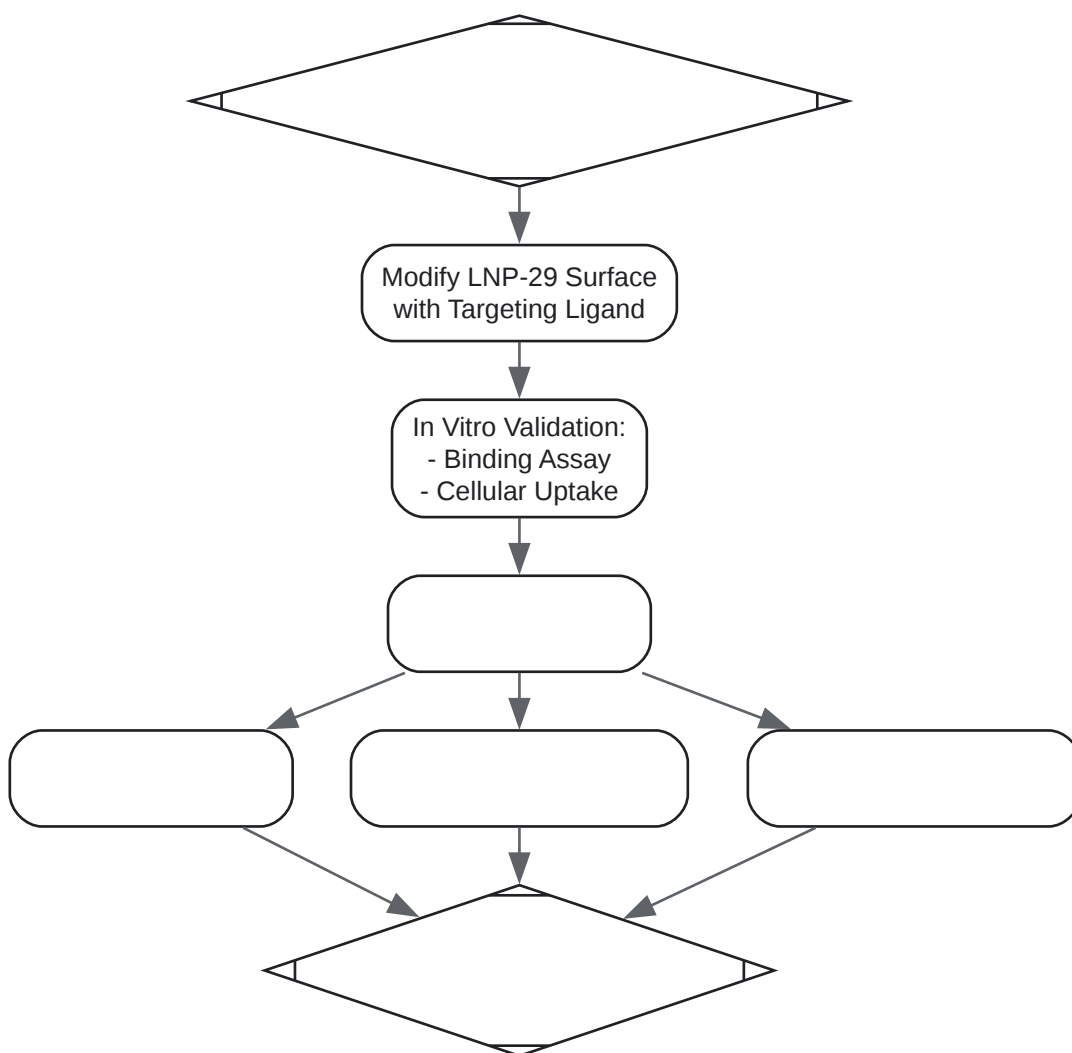 Modify LNP-29 Surface
with Targeting Ligand
In Vitro Validation:
- Binding Assay
- Cellular Uptake